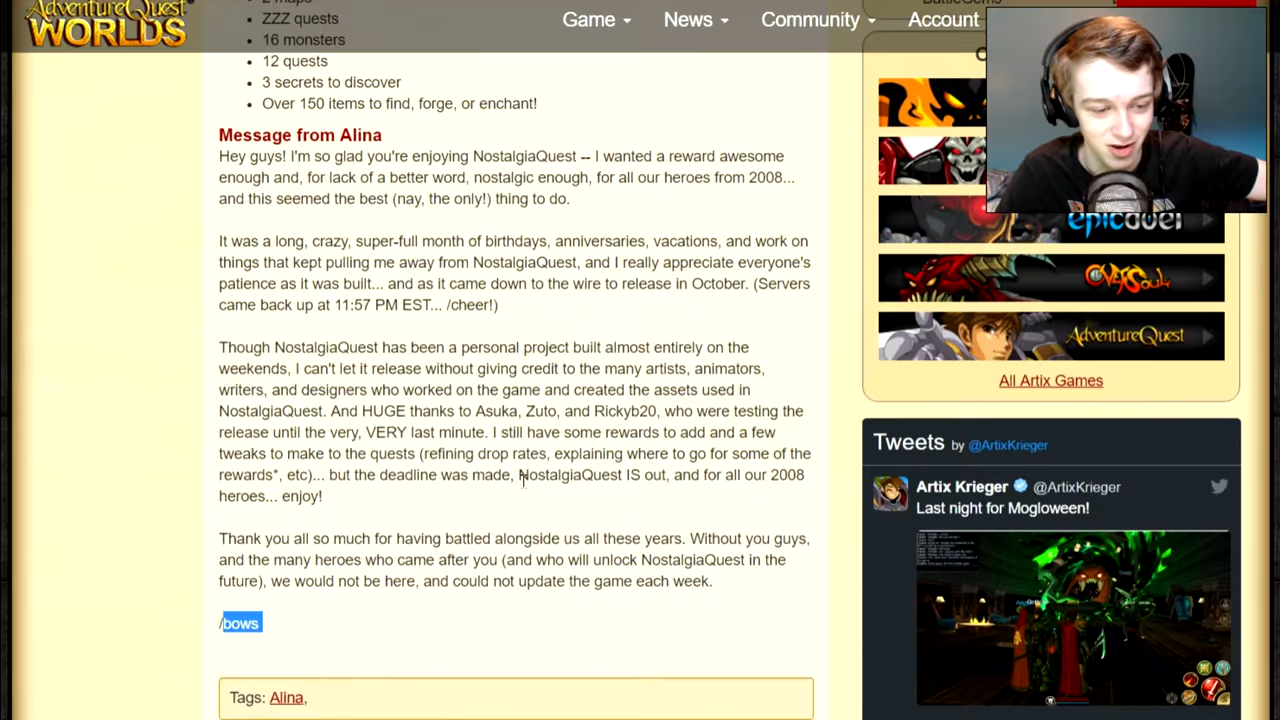 AdventureQuest
WORLDS
Game
News
Community
Account
BattleGems
ZZZ quests
16 monsters
12 quests
3 secrets to discover
Over 150 items to find, forge, or enchant!
Message from Alina
Hey guys! I'm so glad you're enjoying NostalgiaQuest -- I wanted a reward awesome
enough and, for lack of a better word, nostalgic enough, for all our heroes from 2008...
and this seemed the best (nay, the only!) thing to do.
It was a long, crazy, super-full month of birthdays, anniversaries, vacations, and work on
things that kept pulling me away from NostalgiaQuest, and I really appreciate everyone's
patience as it was built... and as it came down to the wire to release in October. (Servers
came back up at 11:57 PM EST... /cheer!)
Though NostalgiaQuest has been a personal project built almost entirely on the
weekends, I can't let it release without giving credit to the many artists, animators,
writers, and designers who worked on the game and created the assets used in
NostalgiaQuest. And HUGE thanks to Asuka, Zuto, and Rickyb20, who were testing the
release until the very, VERY last minute. I still have some rewards to add and a few
tweaks to make to the quests (refining drop rates, explaining where to go for some of the
rewards*, etc)... but the deadline was made, NostalgiaQuest IS out, and for all our 2008
heroes... enjoy!
Thank you all so much for having battled alongside us all these years. Without you guys,
and the many heroes who came after you (and who will unlock NostalgiaQuest in the
future), we would not be here, and could not update the game each week.
/bows
Tags: Alina,
epicduel
OverSoul
AdventureQuest
All Artix Games
Tweets by @ArtixKrieger
Artix Krieger @ArtixKrieger
Last night for Mogloween!